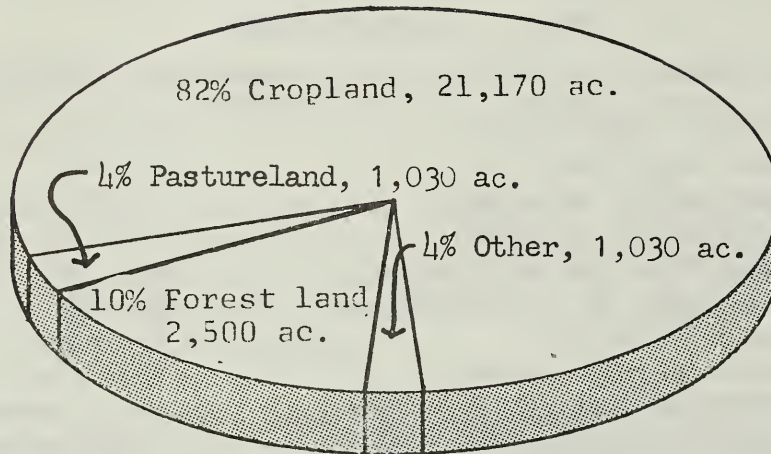 82% Cropland, 21,170 ac.
4% Pastureland, 1,030 ac.
4% Other, 1,030 ac.
10% Forest land
2,500 ac.